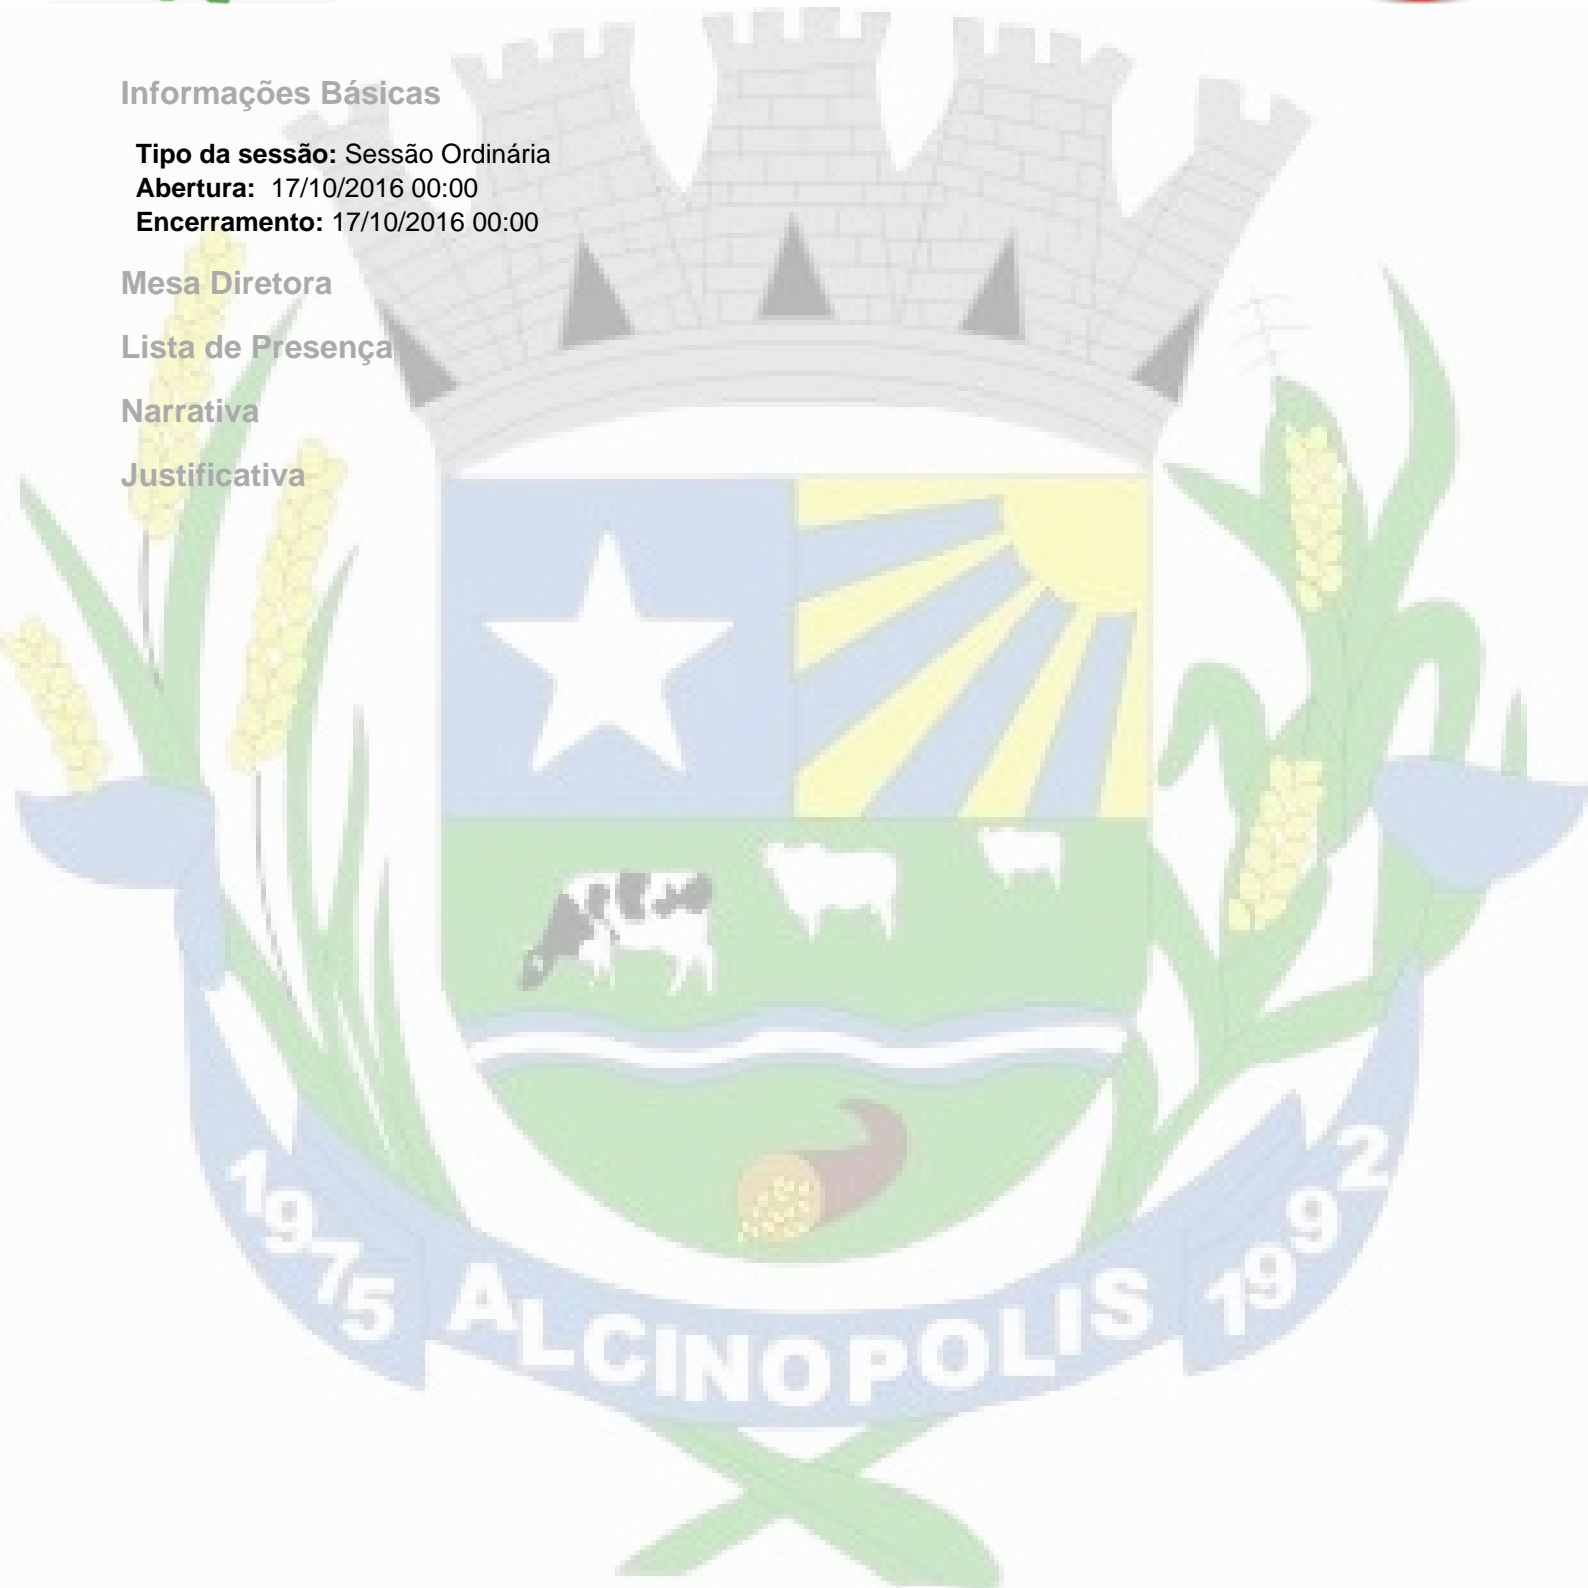 Informações Básicas
Tipo da sessão: Sessão Ordinária
Abertura: 17/10/2016 00:00
Encerramento: 17/10/2016 00:00
Mesa Diretora
Lista de Presença
Narrativa
Justificativa
1975 ALCINOPOLIS 1992